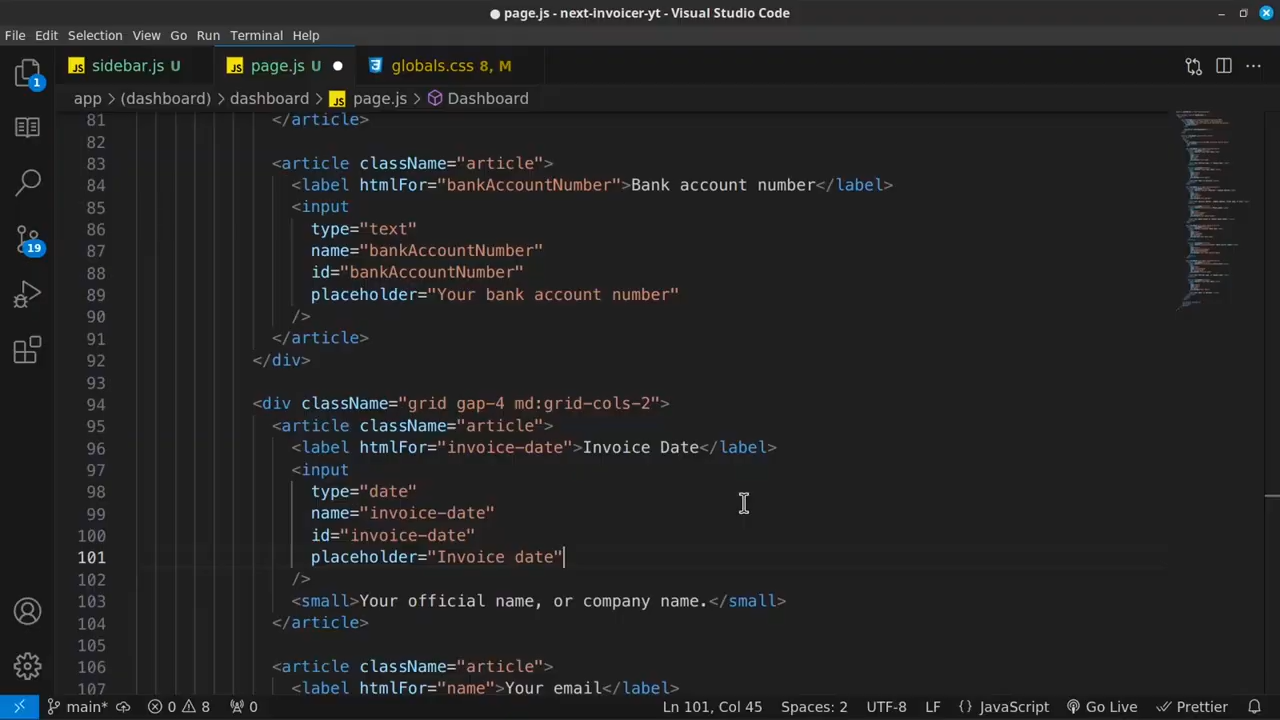 page.js - next-invoicer-yt - Visual Studio Code
File Edit Selection View Go Run Terminal Help
JS sidebar.js U JS page.js U globals.css 8, M
app > (dashboard) > dashboard > JS page.js > Dashboard
81 </article>
82
83 <article className="article">
84 <label htmlFor="bankAccountNumber">Bank account number</label>
85 <input
86 type="text"
87 name="bankAccountNumber"
88 id="bankAccountNumber"
89 placeholder="Your bank account number"
90 />
91 </article>
92 </div>
93
94 <div className="grid gap-4 md:grid-cols-2">
95 <article className="article">
96 <label htmlFor="invoice-date">Invoice Date</label>
97 <input
98 type="date"
99 name="invoice-date"
100 id="invoice-date"
101 placeholder="Invoice date"
102 />
103 <small>Your official name, or company name.</small>
104 </article>
105
106 <article className="article">
107 <label htmlFor="name">Your email</label>
1
19
main* 0 8 0 Ln 101, Col 45 Spaces: 2 UTF-8 LF {} JavaScript Go Live Prettier